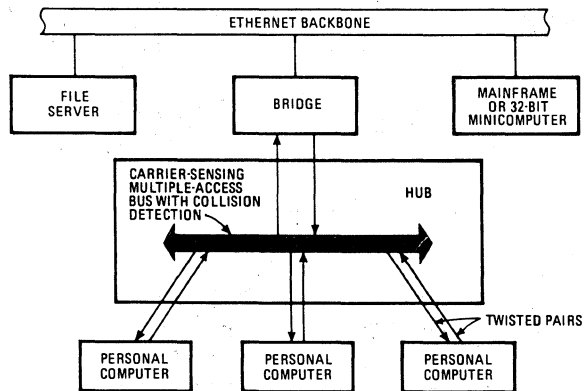 ETHERNET BACKBONE
FILE
SERVER
BRIDGE
MAINFRAME
OR 32-BIT
MINICOMPUTER
CARRIER-SENSING
MULTIPLE-ACCESS
BUS WITH COLLISION
DETECTION
HUB
TWISTED PAIRS
PERSONAL
COMPUTER
PERSONAL
COMPUTER
PERSONAL
COMPUTER